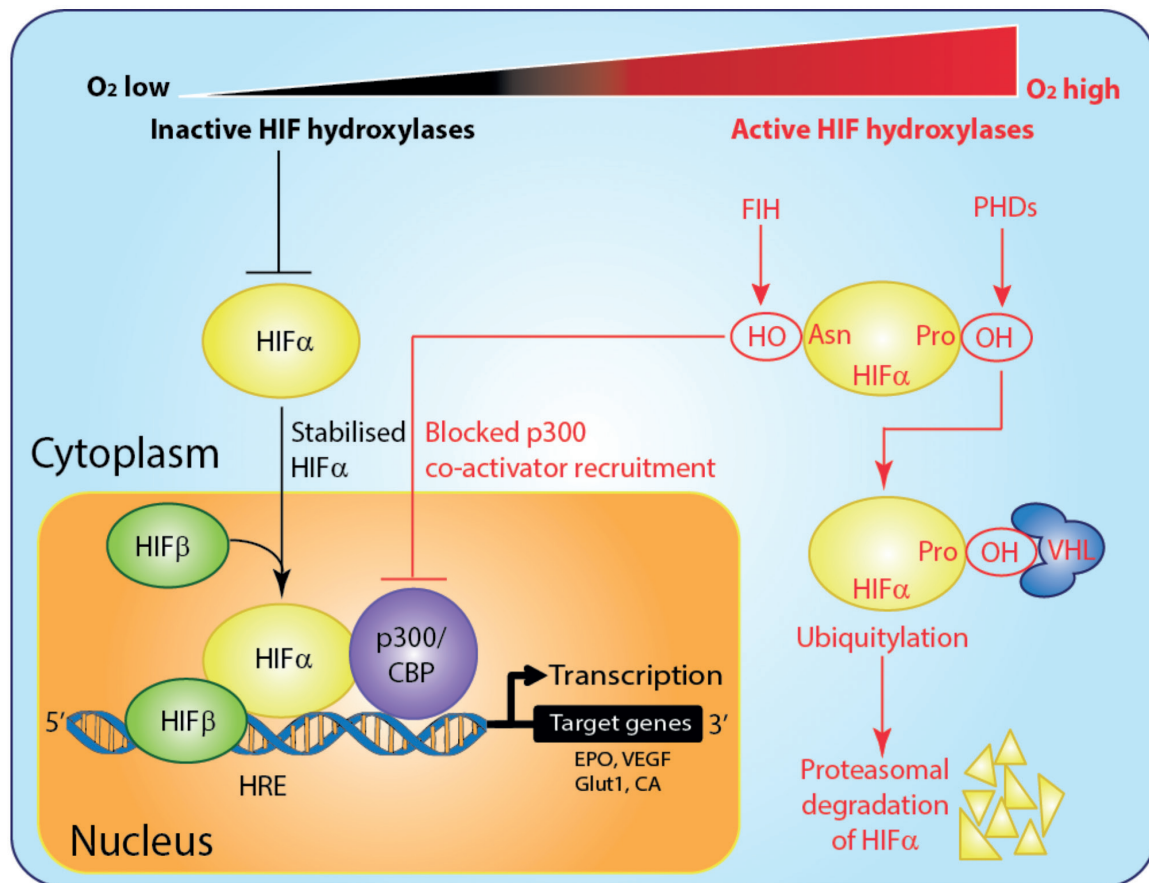 O2 low
O2 high
Inactive HIF hydroxylases
Active HIF hydroxylases
FIH
PHDs
HIFα
HO
Asn
Pro
OH
HIFα
Stabilised
HIFα
Blocked p300
co-activator recruitment
Cytoplasm
HIFβ
Pro
OH
VHL
HIFα
Ubiquitylation
HIFα
p300/
CBP
Transcription
5′
HIFβ
Target genes
3′
HRE
EPO, VEGF
Glut1, CA
Proteasomal
degradation
of HIFα
Nucleus